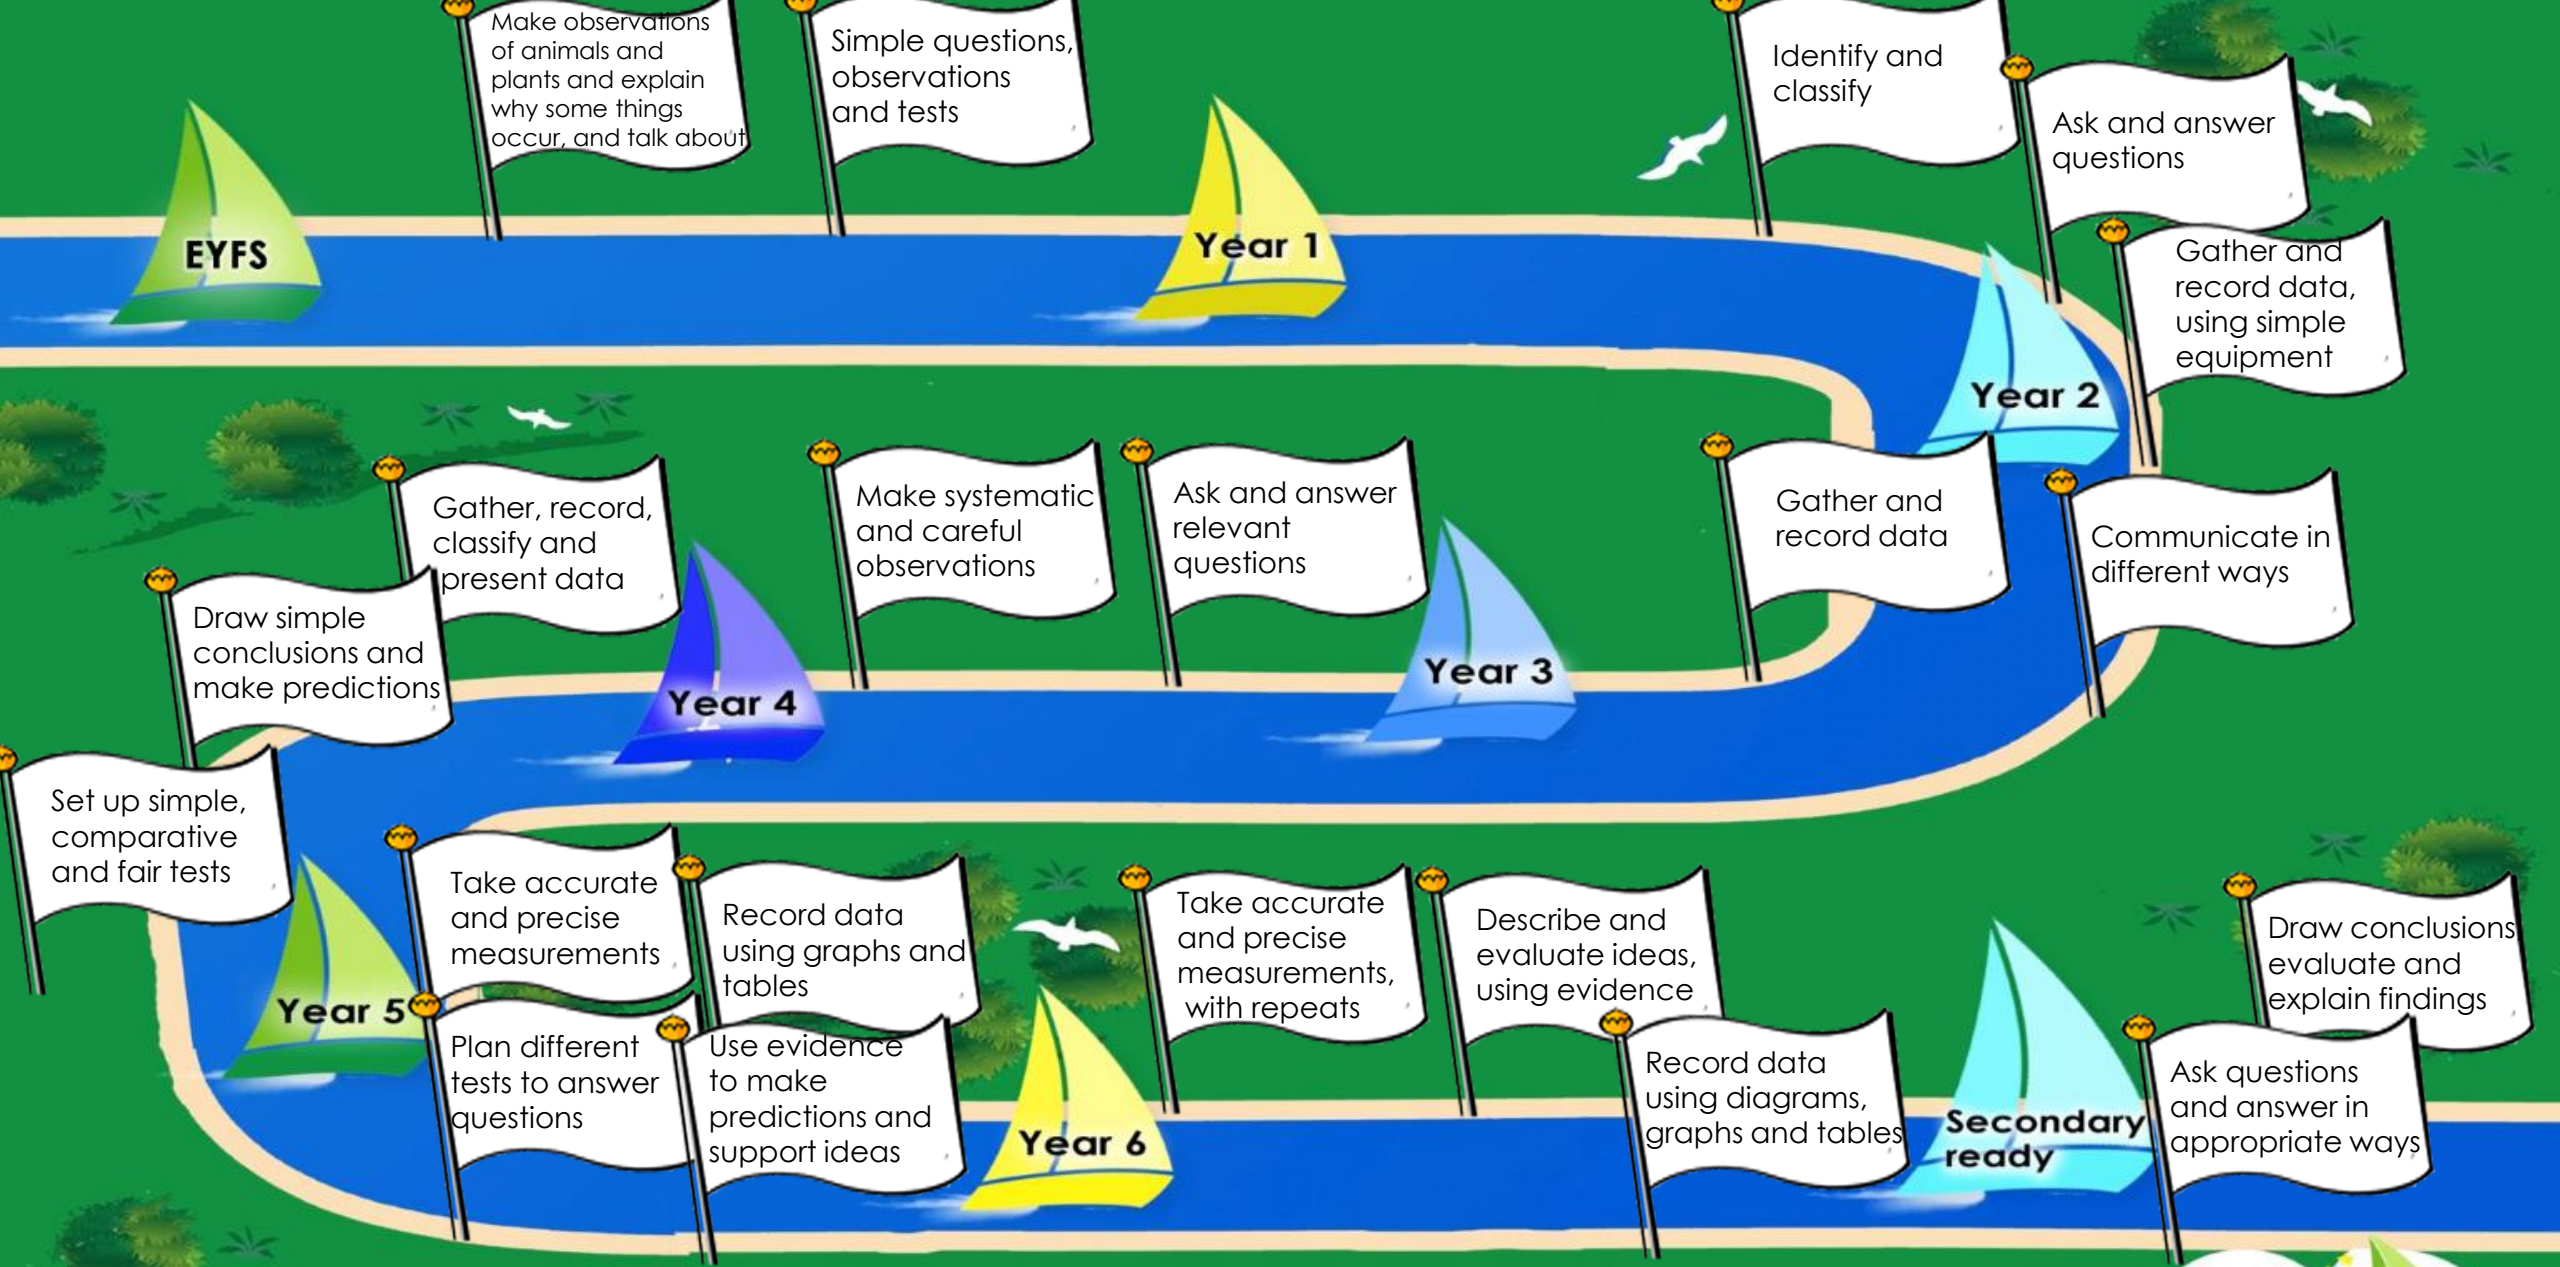 Make observations
of animals and
plants and explain
why some things
occur, and talk about
Simple questions,
observations
and tests
Identify and
classify
Ask and answer
questions
EYFS
Year 1
Gather and
record data,
using simple
equipment
Year 2
Gather and
record data
Communicate in
different ways
Ask and answer
relevant
questions
Year 3
Make systematic
and careful
observations
Year 4
Gather, record,
classify and
present data
Draw simple
conclusions and
make predictions
Set up simple,
comparative
and fair tests
Year 5
Take accurate
and precise
measurements
Record data
using graphs and
tables
Plan different
tests to answer
questions
Use evidence
to make
predictions and
support ideas
Year 6
Take accurate
and precise
measurements,
with repeats
Describe and
evaluate ideas,
using evidence
Record data
using diagrams,
graphs and tables
Secondary
ready
Draw conclusions
evaluate and
explain findings
Ask questions
and answer in
appropriate ways